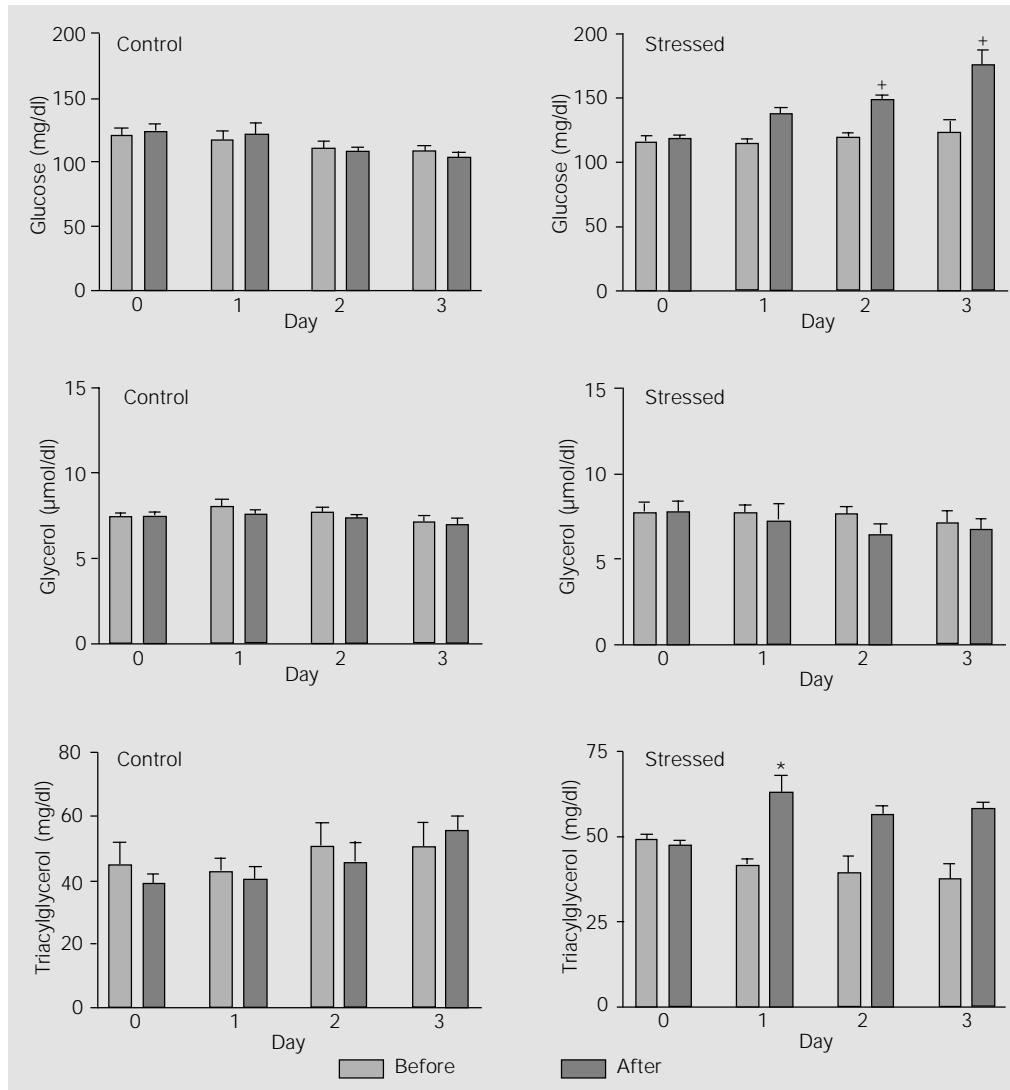 Control
Glucose (mg/dl)
200
150
100
50
0
0 1 2 3
Day
Stressed
Glucose (mg/dl)
200
150
100
50
0
+
+
0 1 2 3
Day
Control
Glycerol (µmol/dl)
15
10
5
0
0 1 2 3
Day
Stressed
Glycerol (µmol/dl)
15
10
5
0
0 1 2 3
Day
Control
Triacylglycerol (mg/dl)
80
60
40
20
0
0 1 2 3
Day
Stressed
Triacylglycerol (mg/dl)
75
50
25
0
*
0 1 2 3
Day
Before After